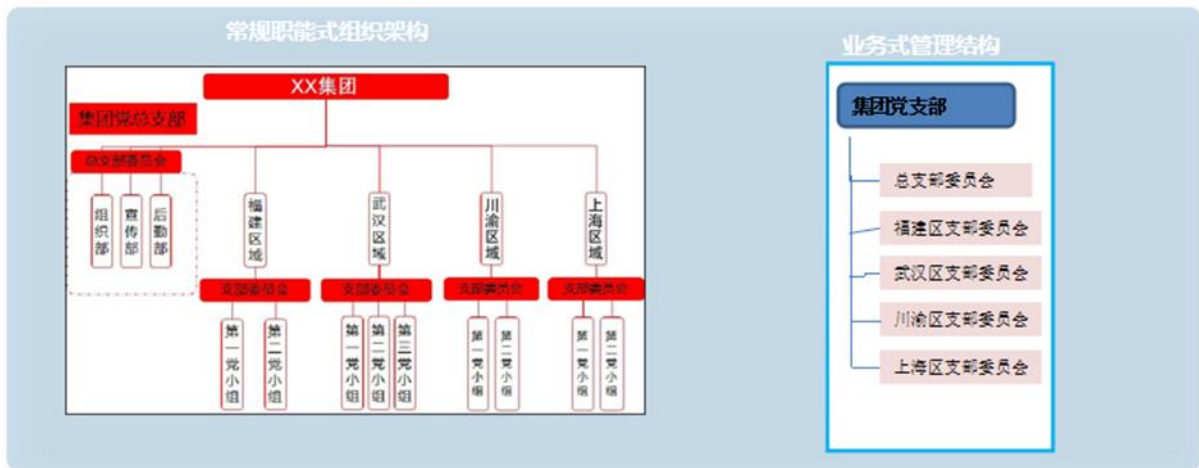 常规职能式组织架构
XX集团
集团党总支部
总支部委员会
组织部
宣传部
后勤部
福建区域
武汉区域
川渝区域
上海区域
支部委员会
支部委员会
支部委员会
支部委员会
第一党小组
第二党小组
第一党小组
第二党小组
第三党小组
第一党小组
第二党小组
第一党小组
第二党小组
业务式管理结构
集团党支部
总支部委员会
福建区支部委员会
武汉区支部委员会
川渝区支部委员会
上海区支部委员会